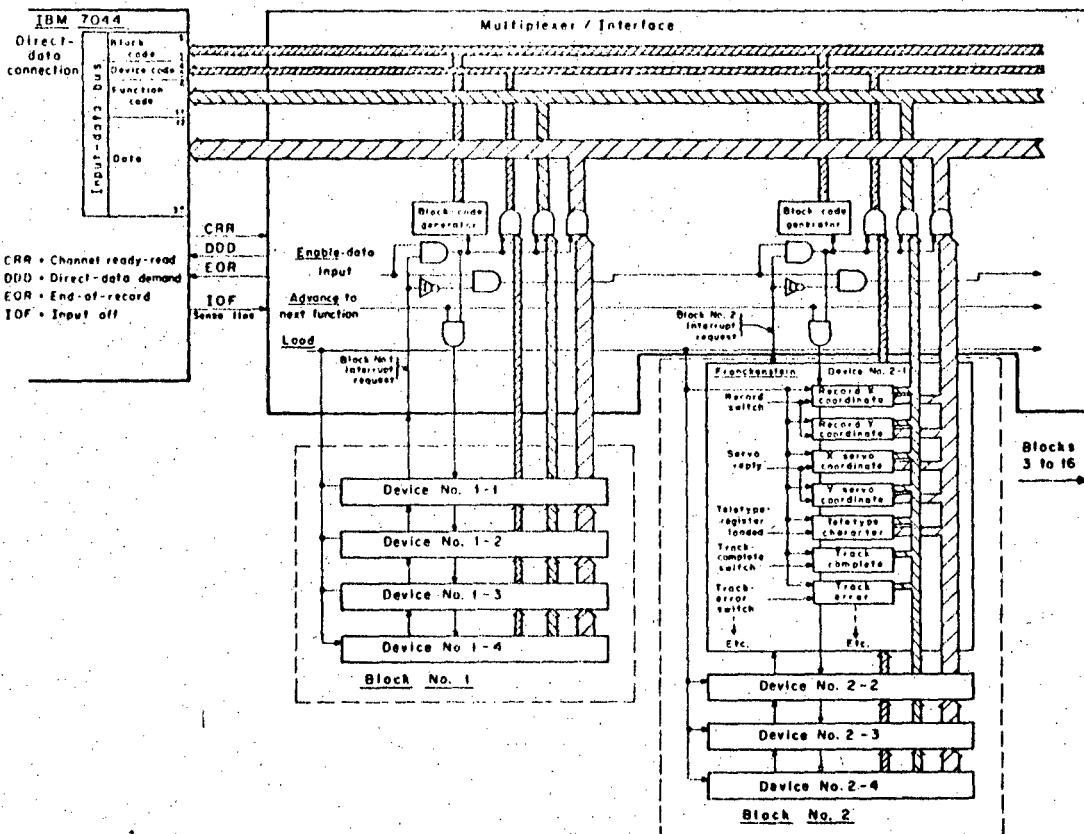 IBM 7044
Direct-
data
connection
Input-data bus
Block
code
Device code
Function
code
Data
Multiplexer / Interface
CRR
DDD
EOR
IOF
Sense line
CRR = Channel ready-read
DDD = Direct-data demand
EOR = End-of-record
IOF = Input off
Block code
generator
Enable-data
input
Advance to
next function
Load
Block No. 1
Interrupt
request
Block code
generator
Block No. 2
Interrupt
request
Device No. 1-1
Device No. 1-2
Device No. 1-3
Device No. 1-4
Block No. 1
Franckenstein
Device No. 2-1
Record
switch
Record X
coordinate
Record Y
coordinate
Servo
reply
X servo
coordinate
Y servo
coordinate
Teletype-
register
loaded
Teletype
character
Track-
complete
switch
Track
complete
Track-
error
switch
Track
error
Etc.
Etc.
Device No. 2-2
Device No. 2-3
Device No. 2-4
Block No. 2
Blocks
3 to 16